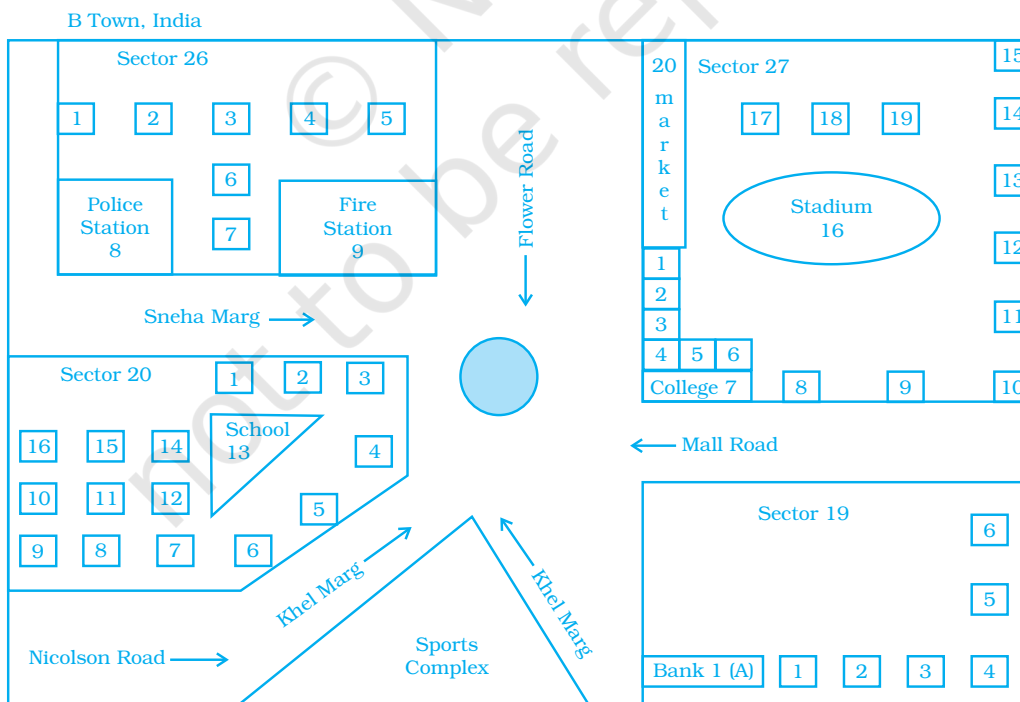 B Town, India
Sector 26
1 2 3 4 5
6
7
Police
Station
8
Fire
Station
9
Flower Road
20
m
a
r
k
e
t
Sector 27
17 18 19
Stadium
16
15
14
13
12
11
10
1
2
3
4 5 6
College 7 8 9
Sneha Marg
Sector 20
1 2 3
School
13
4
5
16 15 14
10 11 12
9 8 7 6
Mall Road
Khel Marg
Khel Marg
Nicolson Road
Sports
Complex
Sector 19
6
5
Bank 1 (A) 1 2 3 4
not to be re
© N